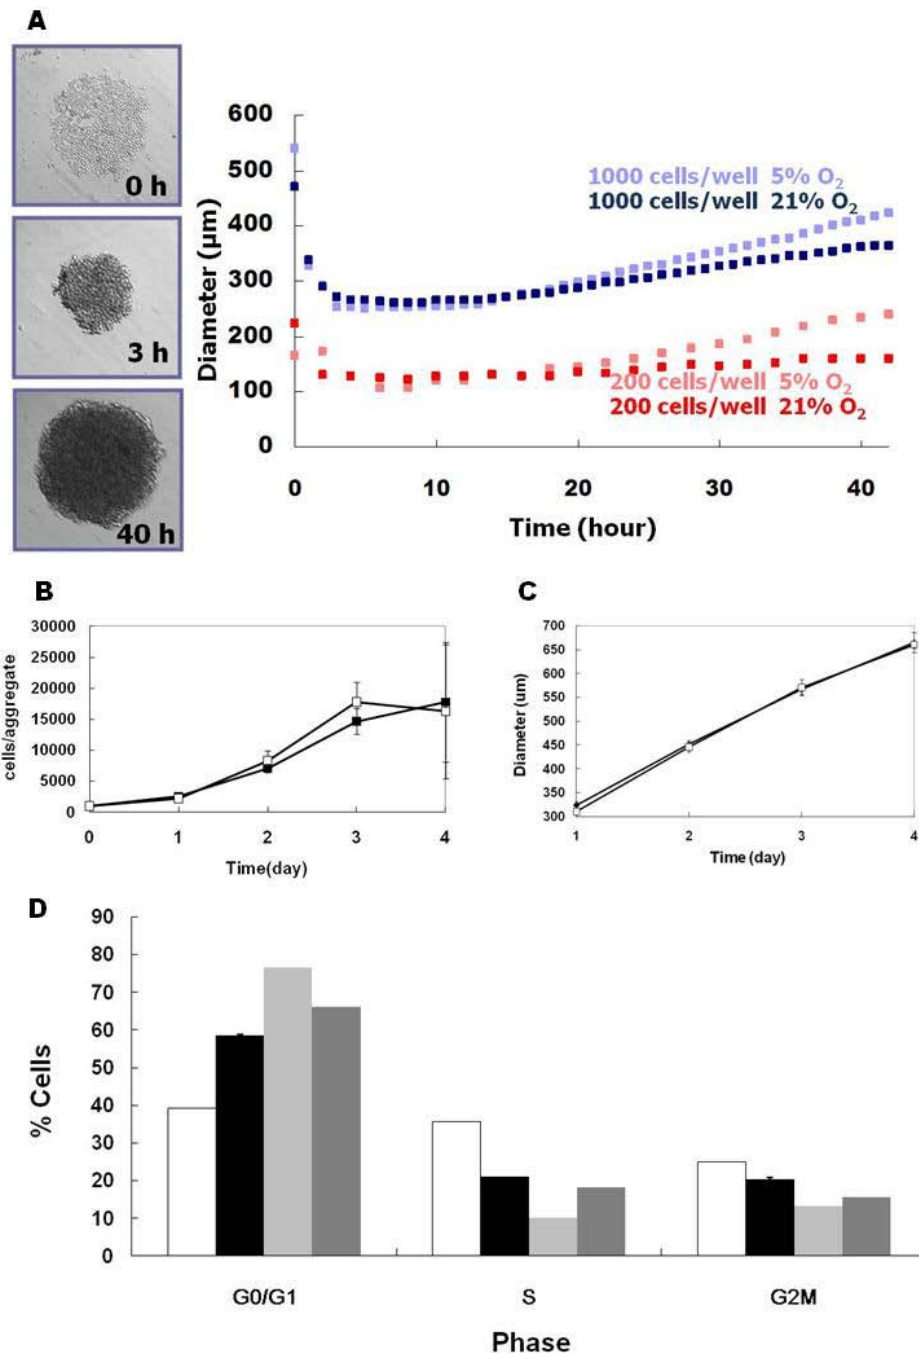 A
0 h
3 h
40 h
600
500
400
300
200
100
0
Diameter (µm)
1000 cells/well 5% O₂
1000 cells/well 21% O₂
200 cells/well 5% O₂
200 cells/well 21% O₂
0 10 20 30 40
Time (hour)
B
30000
25000
20000
15000
10000
5000
0
cells/aggregate
0 1 2 3 4
Time(day)
C
700
650
600
550
500
450
400
350
300
Diameter (um)
1 2 3 4
Time (day)
D
90
80
70
60
50
40
30
20
10
0
% Cells
G0/G1 S G2M
Phase